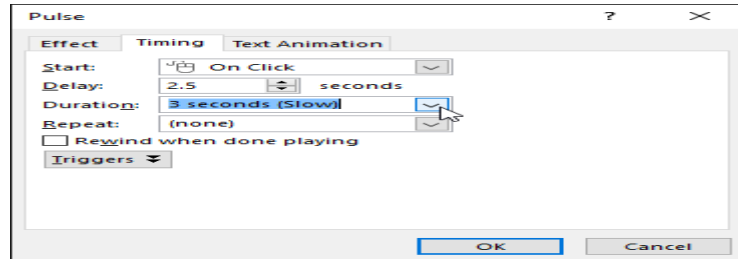 Pulse ?
Effect Timing Text Animation
Start: On Click
Delay: 2.5 seconds
Duration: 3 seconds (Slow)
Repeat: (none)
Rewind when done playing
Triggers
OK Cancel